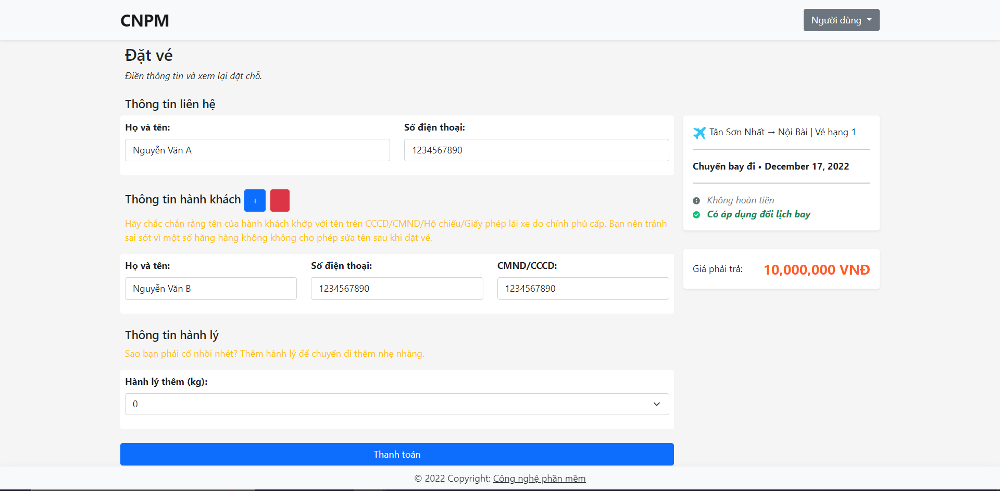 CNPM
Người dùng
Đặt vé
Điền thông tin và xem lại đặt chỗ.
Thông tin liên hệ
Họ và tên:
Số điện thoại:
Nguyễn Văn A
1234567890
Thông tin hành khách + -
Hãy chắc chắn rằng tên của hành khách khớp với tên trên CCCD/CMND/Hộ chiếu/Giấy phép lái xe do chính phủ cấp. Bạn nên tránh
sai sót vì một số hãng hàng không không cho phép sửa tên sau khi đặt vé.
Họ và tên:
Số điện thoại:
CMND/CCCD:
Nguyễn Văn B
1234567890
1234567890
Thông tin hành lý
Sao bạn phải cố nhồi nhét? Thêm hành lý để chuyến đi thêm nhẹ nhàng.
Hành lý thêm (kg):
0
Thanh toán
Tân Sơn Nhất → Nội Bài | Vé hạng 1
Chuyến bay đi • December 17, 2022
Không hoàn tiền
Có áp dụng đổi lịch bay
Giá phải trả: 10,000,000 VNĐ
© 2022 Copyright: Công nghệ phần mềm